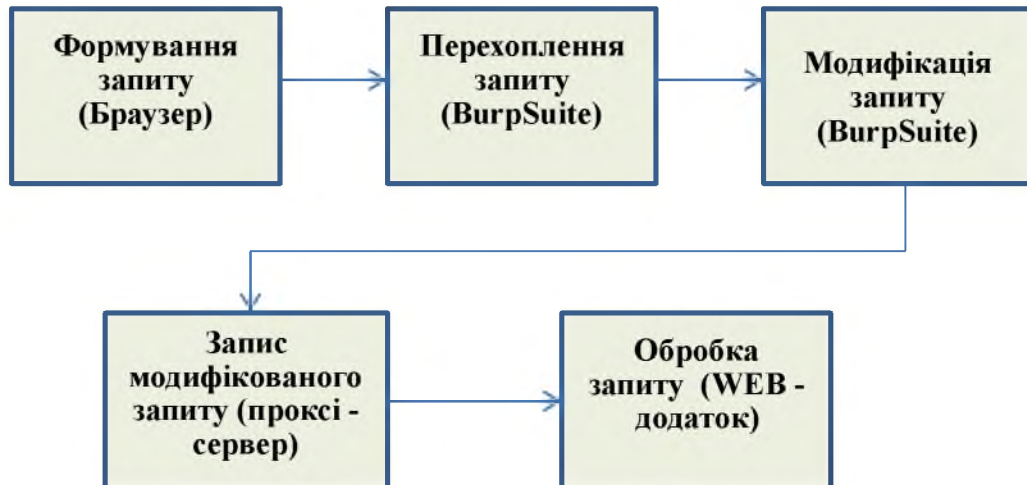 Формування
запиту
(Браузер)
Перехоплення
запиту
(BurpSuite)
Модифікація
запиту
(BurpSuite)
Запис
модифікованого
запиту (проксі -
сервер)
Обробка
запиту (WEB -
додаток)